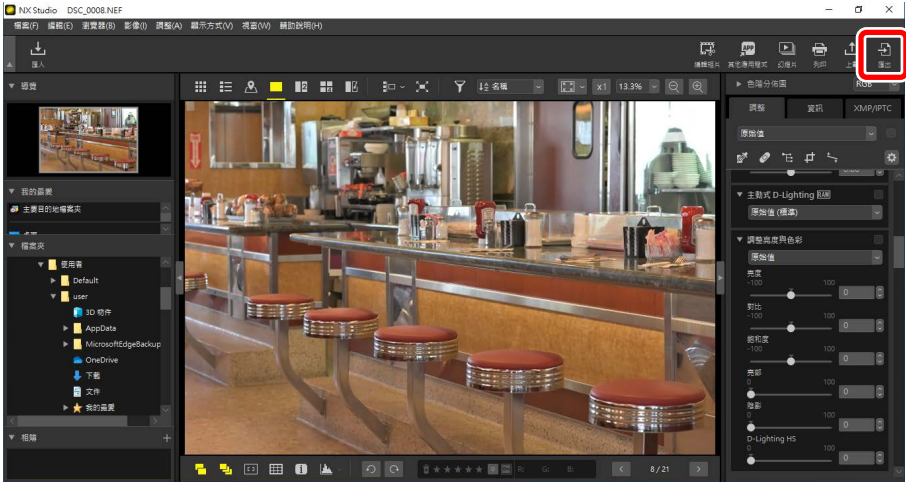 NX Studio DSC_0008.NEF
檔案(F) 編輯(E) 瀏覽器(B) 影像(I) 調整(A) 顯示方式(V) 視窗(W) 輔助說明(H)
匯入
編輯短片 其他應用程式 幻燈片 列印 匯出
導覽
名稱
x1
13.3%
色階分佈圖
RGB
調整 資訊 XMP/IPTC
原始值
我的最愛
主要目的地檔案夾
檔案夾
使用者
Default
user
3D 物件
AppData
MicrosoftEdgeBackup
OneDrive
下載
文件
我的最愛
相簿
主動式 D-Lighting RAW
原始值 (標準)
調整亮度與色彩
原始值
亮度
-100 100
0
對比
-100 100
0
飽和度
-100 100
0
亮部
0 100
0
陰影
0 100
0
D-Lighting HS
0 100
0
R: G: B:
8/21